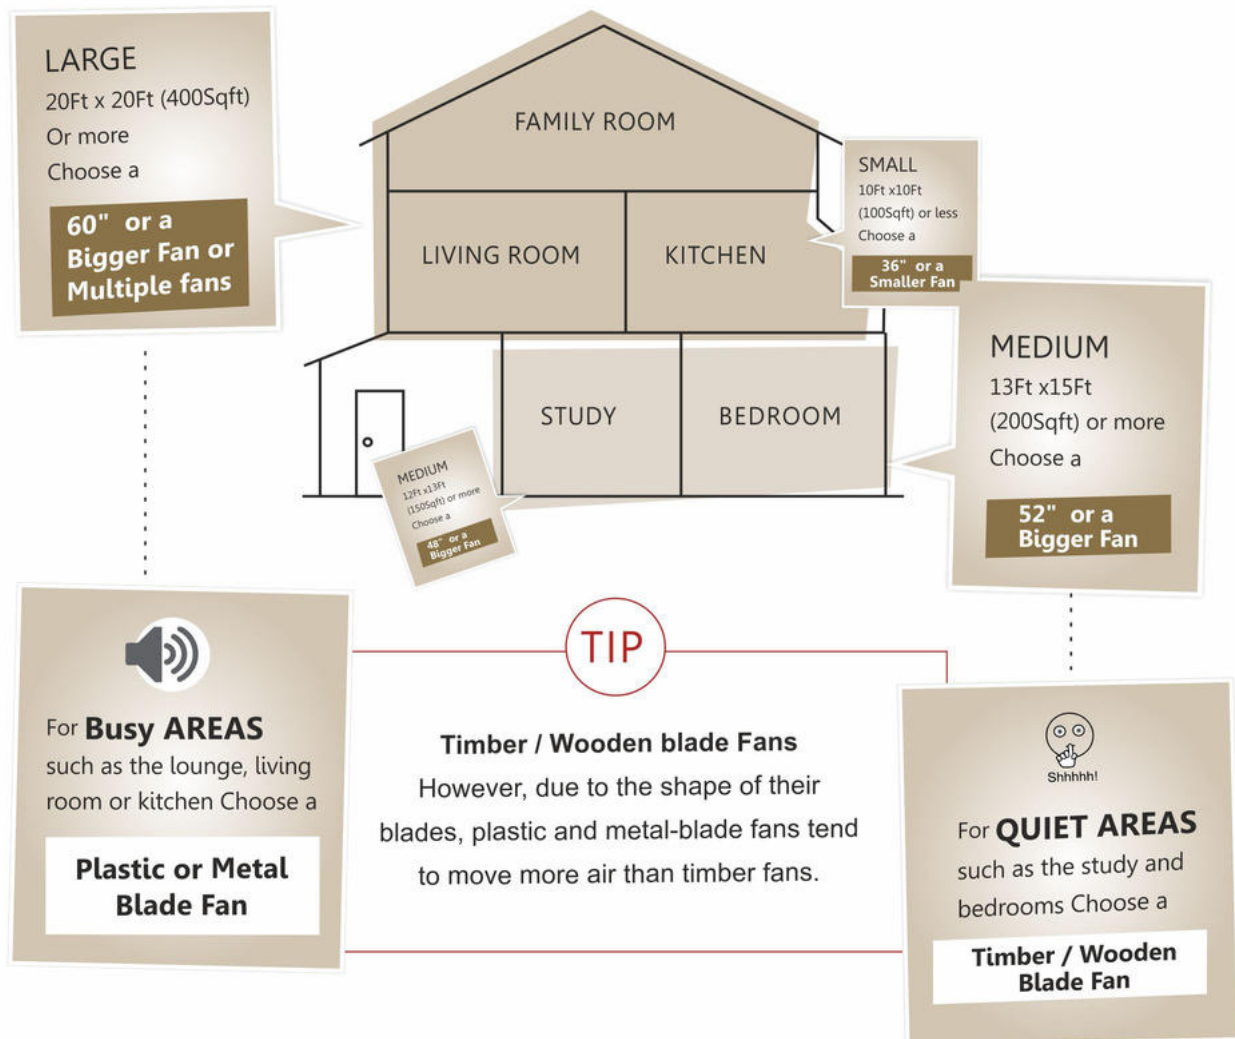 LARGE
20Ft x 20Ft (400Sqft)
Or more
Choose a
60" or a
Bigger Fan or
Multiple fans
FAMILY ROOM
LIVING ROOM
KITCHEN
SMALL
10Ft x10Ft
(100Sqft) or less
Choose a
36" or a
Smaller Fan
STUDY
BEDROOM
MEDIUM
12Ft x13Ft
(150Sqft) or more
Choose a
48" or a
Bigger Fan
MEDIUM
13Ft x15Ft
(200Sqft) or more
Choose a
52" or a
Bigger Fan
For Busy AREAS
such as the lounge, living
room or kitchen Choose a
Plastic or Metal
Blade Fan
TIP
Timber / Wooden blade Fans
However, due to the shape of their
blades, plastic and metal-blade fans tend
to move more air than timber fans.
Shhhhh!
For QUIET AREAS
such as the study and
bedrooms Choose a
Timber / Wooden
Blade Fan